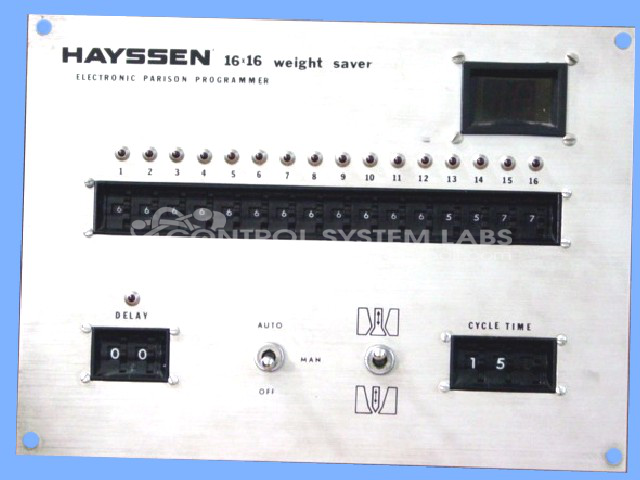 HAYSSEN 16x16 weight saver
ELECTRONIC PARISON PROGRAMMER
1 2 3 4 5 6 7 8 9 10 11 12 13 14 15 16
6 6 6 6 6 6 6 6 6 6 6 6 5 5 7 7
CONTROL SYSTEM LABS
DELAY
0 0
AUTO
MAN
OFF
CYCLE TIME
1 5